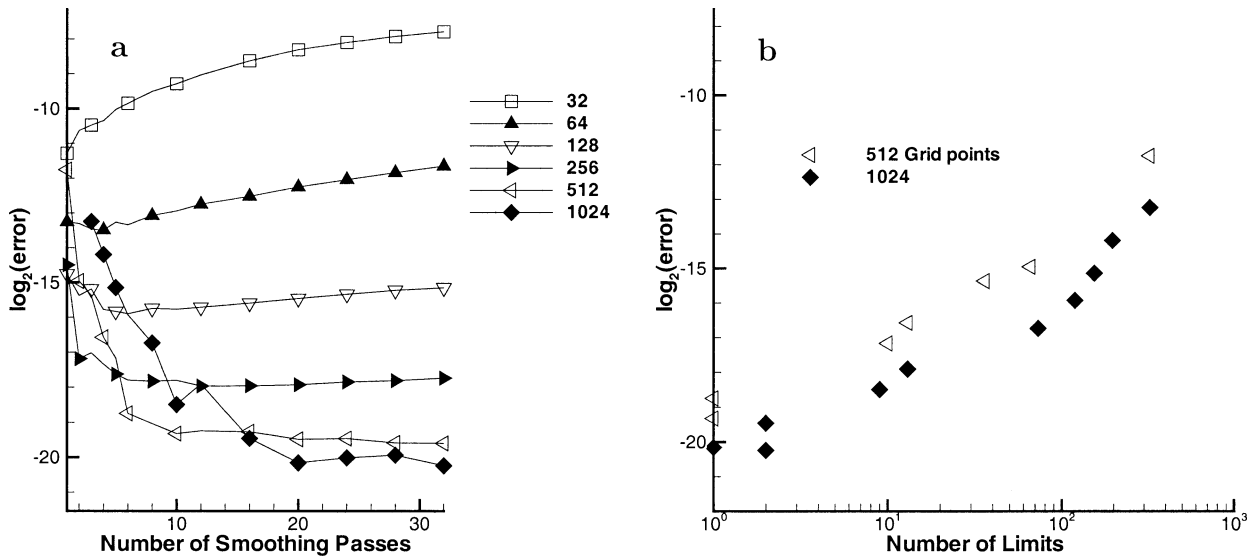 a
-10
-15
-20
log2(error)
10
20
30
Number of Smoothing Passes
32
64
128
256
512
1024
b
-10
-15
-20
log2(error)
512 Grid points
1024
10^0
10^1
10^2
10^3
Number of Limits